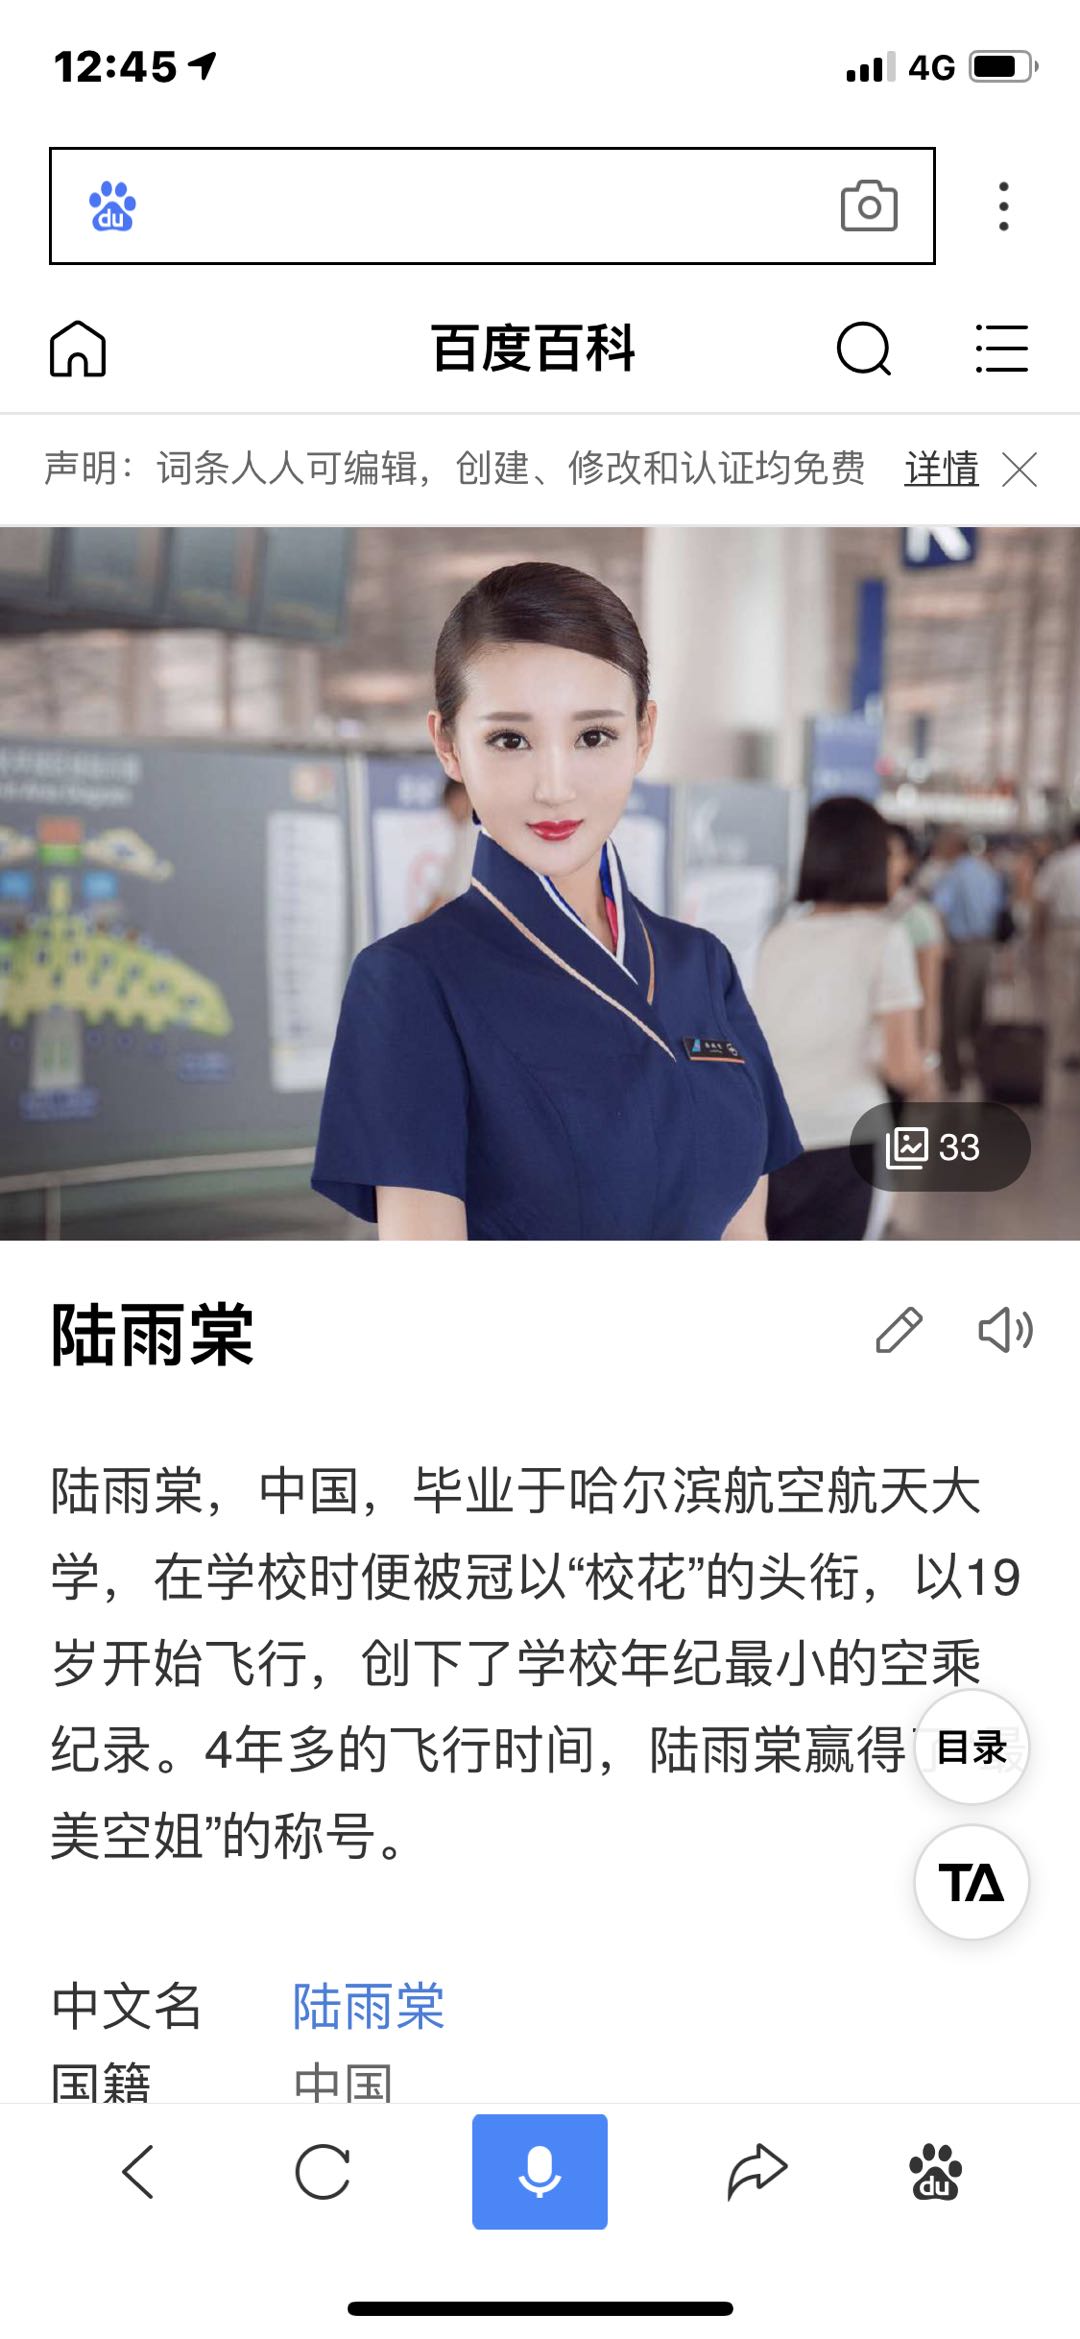 12:45
4G
du
百度百科
声明：词条人人可编辑，创建、修改和认证均免费 详情
K
33
陆雨棠
陆雨棠，中国，毕业于哈尔滨航空航天大
学，在学校时便被冠以“校花”的头衔，以19
岁开始飞行，创下了学校年纪最小的空乘
纪录。4年多的飞行时间，陆雨棠赢得了“最
美空姐”的称号。
目录
TA
中文名 陆雨棠
国籍 中国
du